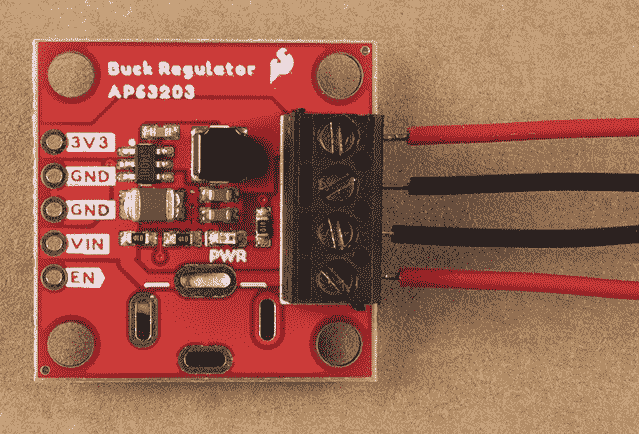 Buck Regulator
AP63203
3V3
GND
GND
VIN
EN
PWR